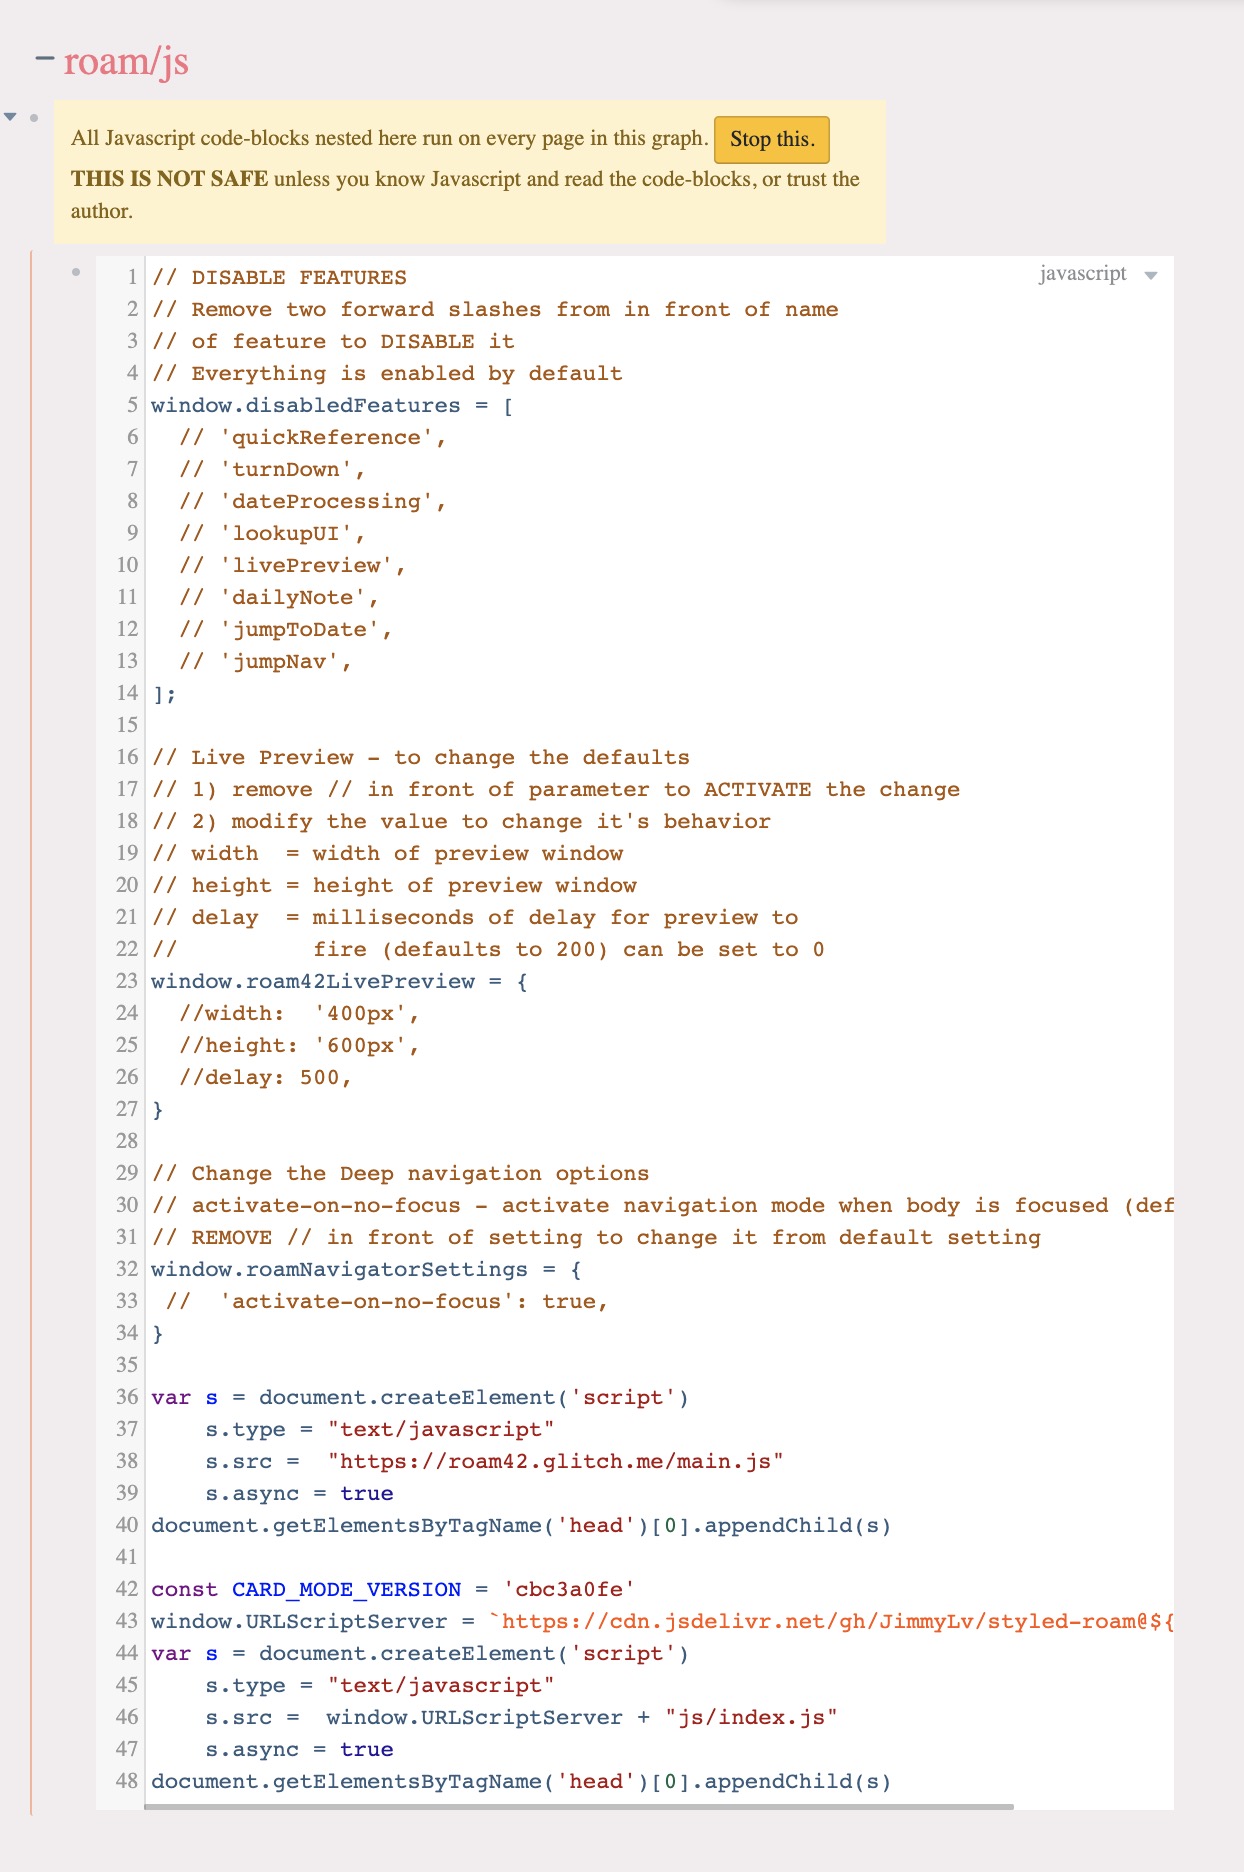 roam/js
All Javascript code-blocks nested here run on every page in this graph. Stop this.
THIS IS NOT SAFE unless you know Javascript and read the code-blocks, or trust the
author.
javascript
1 // DISABLE FEATURES
2 // Remove two forward slashes from in front of name
3 // of feature to DISABLE it
4 // Everything is enabled by default
5 window.disabledFeatures = [
6   // 'quickReference',
7   // 'turnDown',
8   // 'dateProcessing',
9   // 'lookupUI',
10   // 'livePreview',
11   // 'dailyNote',
12   // 'jumpToDate',
13   // 'jumpNav',
14 ];
15
16 // Live Preview – to change the defaults
17 // 1) remove // in front of parameter to ACTIVATE the change
18 // 2) modify the value to change it's behavior
19 // width  = width of preview window
20 // height = height of preview window
21 // delay  = milliseconds of delay for preview to
22 //          fire (defaults to 200) can be set to 0
23 window.roam42LivePreview = {
24   //width:  '400px',
25   //height: '600px',
26   //delay: 500,
27 }
28
29 // Change the Deep navigation options
30 // activate-on-no-focus – activate navigation mode when body is focused (def
31 // REMOVE // in front of setting to change it from default setting
32 window.roamNavigatorSettings = {
33  //  'activate-on-no-focus': true,
34 }
35
36 var s = document.createElement('script')
37     s.type = "text/javascript"
38     s.src =  "https://roam42.glitch.me/main.js"
39     s.async = true
40 document.getElementsByTagName('head')[0].appendChild(s)
41
42 const CARD_MODE_VERSION = 'cbc3a0fe'
43 window.URLScriptServer = `https://cdn.jsdelivr.net/gh/JimmyLv/styled-roam@${
44 var s = document.createElement('script')
45     s.type = "text/javascript"
46     s.src =  window.URLScriptServer + "js/index.js"
47     s.async = true
48 document.getElementsByTagName('head')[0].appendChild(s)